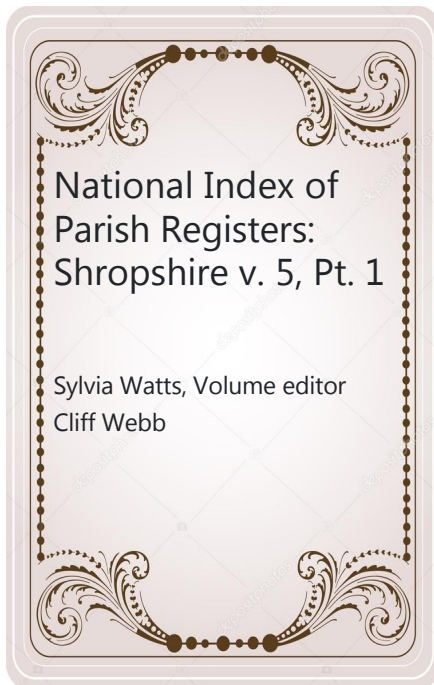 National Index of
Parish Registers:
Shropshire v. 5, Pt. 1
Sylvia Watts, Volume editor
Cliff Webb